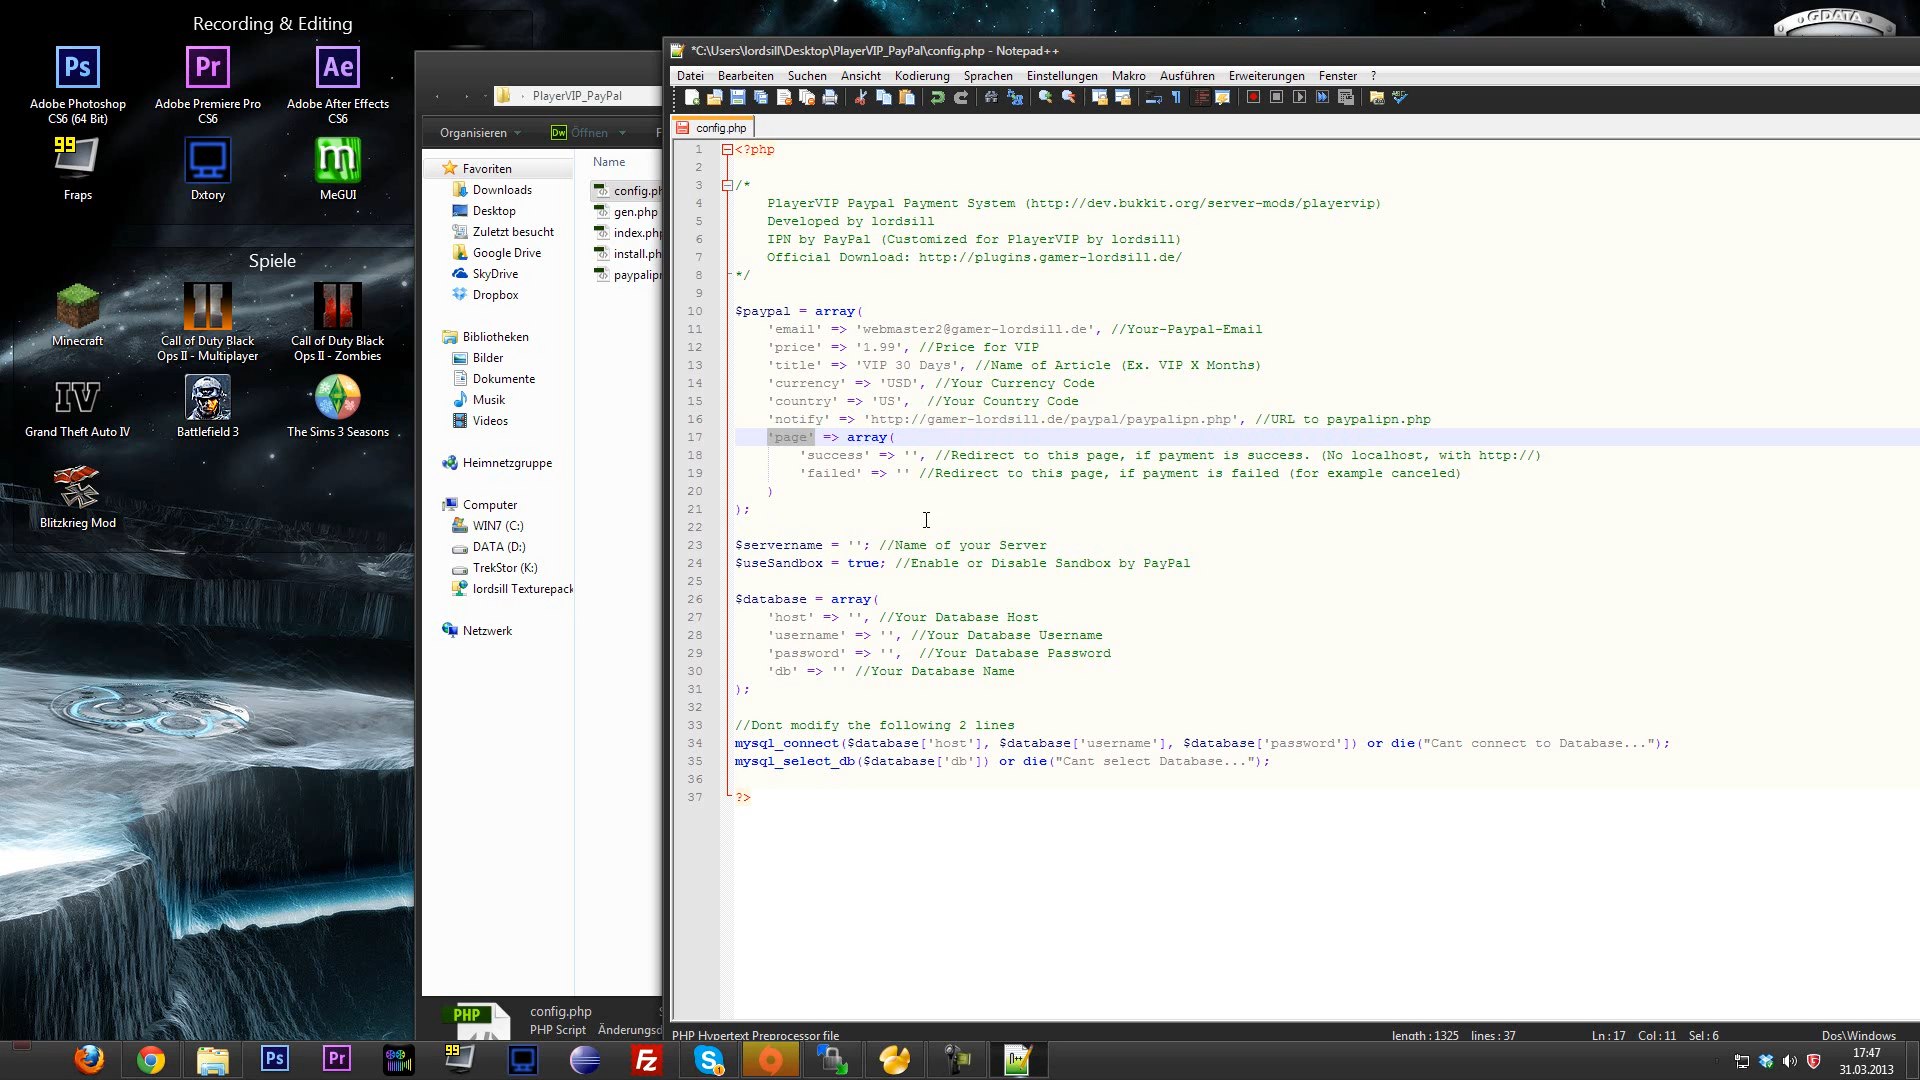 Recording & Editing
Ps
Pr
Ae
Adobe Photoshop CS6 (64 Bit)
Adobe Premiere Pro CS6
Adobe After Effects CS6
99
Fraps
Dxtory
MeGUI
Spiele
Minecraft
Call of Duty Black Ops II - Multiplayer
Call of Duty Black Ops II - Zombies
IV
Grand Theft Auto IV
Battlefield 3
The Sims 3 Seasons
Blitzkrieg Mod
GDATA
PlayerVIP_PayPal
Organisieren
Dw Öffnen
Favoriten
Downloads
Desktop
Zuletzt besucht
Google Drive
SkyDrive
Dropbox
Bibliotheken
Bilder
Dokumente
Musik
Videos
Heimnetzgruppe
Computer
WIN7 (C:)
DATA (D:)
TrekStor (K:)
lordsill Texturepack
Netzwerk
Name
config.ph
gen.php
index.php
install.ph
paypalipn
PHP
config.php
PHP Script Änderungsd
*C:\Users\lordsill\Desktop\PlayerVIP_PayPal\config.php - Notepad++
Datei Bearbeiten Suchen Ansicht Kodierung Sprachen Einstellungen Makro Ausführen Erweiterungen Fenster ?
config.php
1 <?php
2
3 /*
4 PlayerVIP Paypal Payment System (http://dev.bukkit.org/server-mods/playervip)
5 Developed by lordsill
6 IPN by PayPal (Customized for PlayerVIP by lordsill)
7 Official Download: http://plugins.gamer-lordsill.de/
8 */
9
10 $paypal = array(
11 'email' => 'webmaster2@gamer-lordsill.de', //Your-Paypal-Email
12 'price' => '1.99', //Price for VIP
13 'title' => 'VIP 30 Days', //Name of Article (Ex. VIP X Months)
14 'currency' => 'USD', //Your Currency Code
15 'country' => 'US', //Your Country Code
16 'notify' => 'http://gamer-lordsill.de/paypal/paypalipn.php', //URL to paypalipn.php
17 'page' => array(
18 'success' => '', //Redirect to this page, if payment is success. (No localhost, with http://)
19 'failed' => '' //Redirect to this page, if payment is failed (for example canceled)
20 )
21 );
22
23 $servername = ''; //Name of your Server
24 $useSandbox = true; //Enable or Disable Sandbox by PayPal
25
26 $database = array(
27 'host' => '', //Your Database Host
28 'username' => '', //Your Database Username
29 'password' => '', //Your Database Password
30 'db' => '' //Your Database Name
31 );
32
33 //Dont modify the following 2 lines
34 mysql_connect($database['host'], $database['username'], $database['password']) or die("Cant connect to Database...");
35 mysql_select_db($database['db']) or die("Cant select Database...");
36
37 ?>
PHP Hypertext Preprocessor file
length : 1325 lines : 37
Ln : 17 Col : 11 Sel : 6
Dos\Windows
Ps
Pr
99
Fz
17:47
31.03.2013